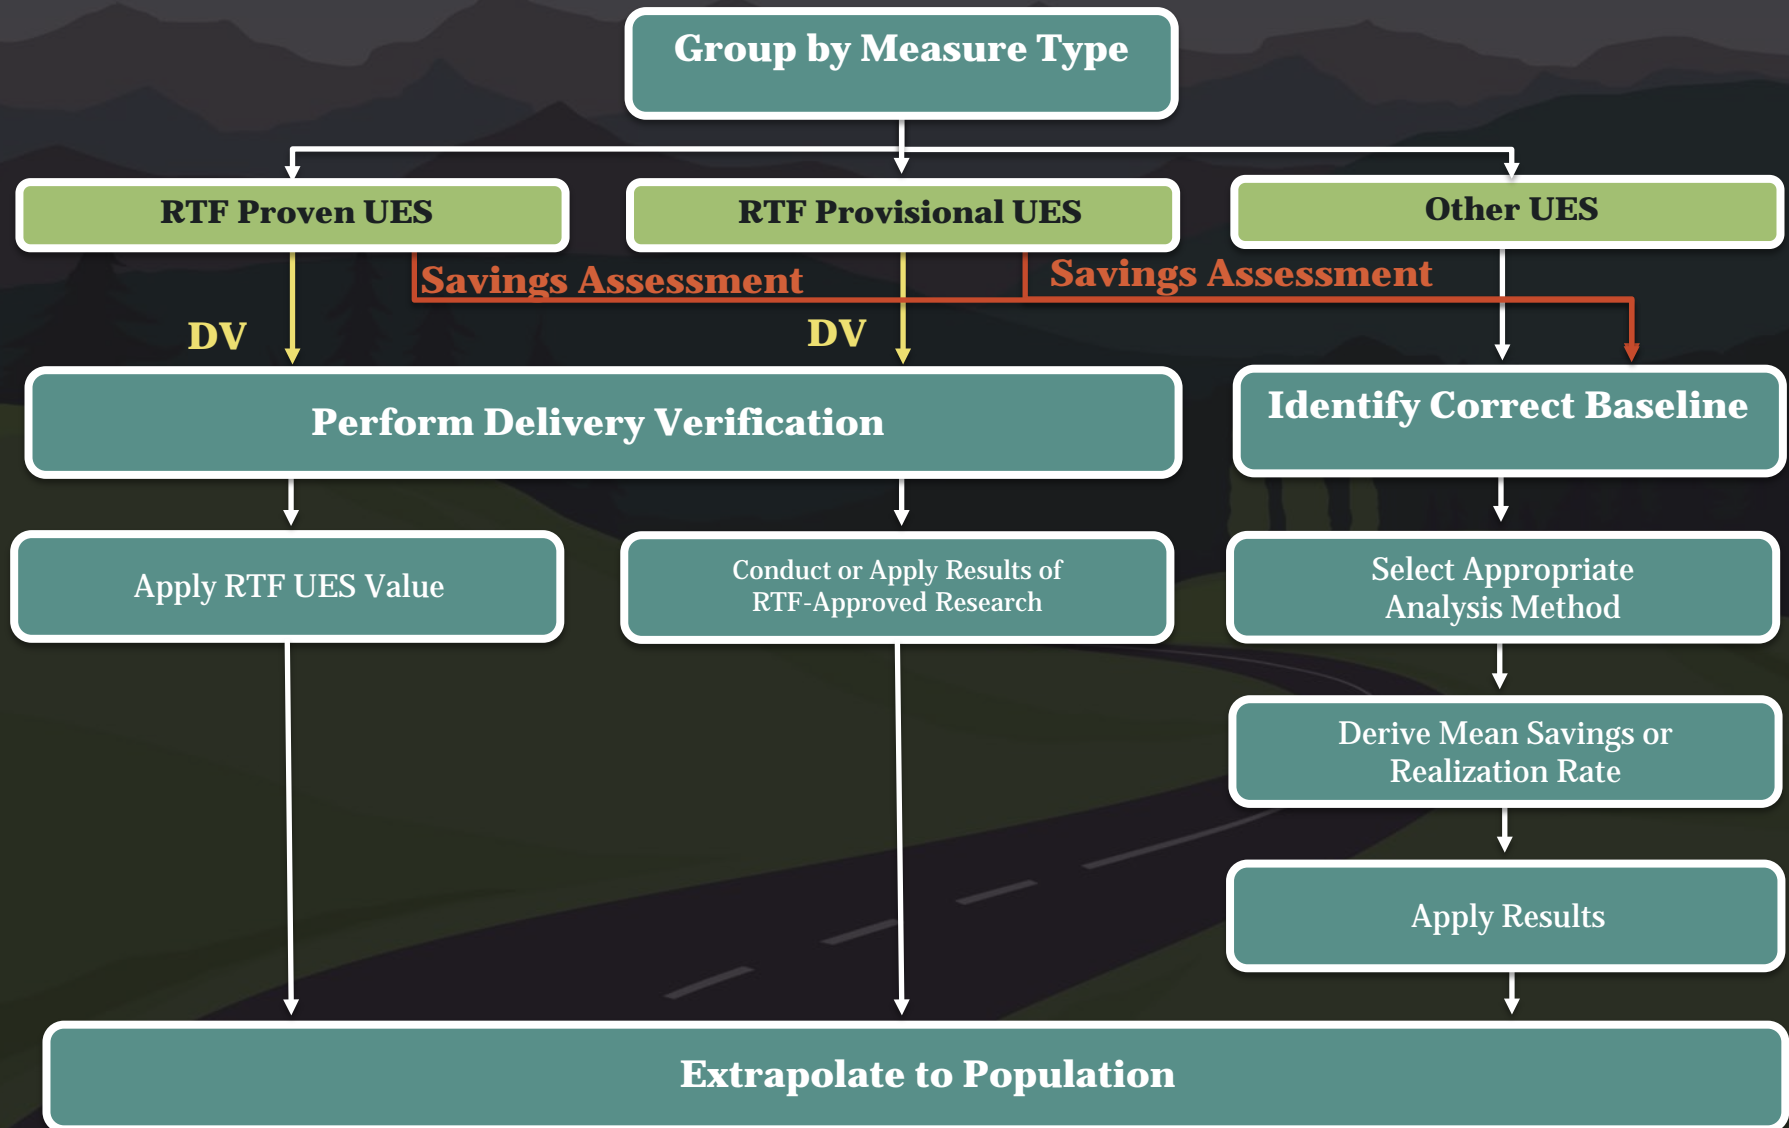 Group by Measure Type
RTF Proven UES
RTF Provisional UES
Other UES
Savings Assessment
Savings Assessment
DV
DV
Perform Delivery Verification
Identify Correct Baseline
Apply RTF UES Value
Conduct or Apply Results of
RTF-Approved Research
Select Appropriate
Analysis Method
Derive Mean Savings or
Realization Rate
Apply Results
Extrapolate to Population